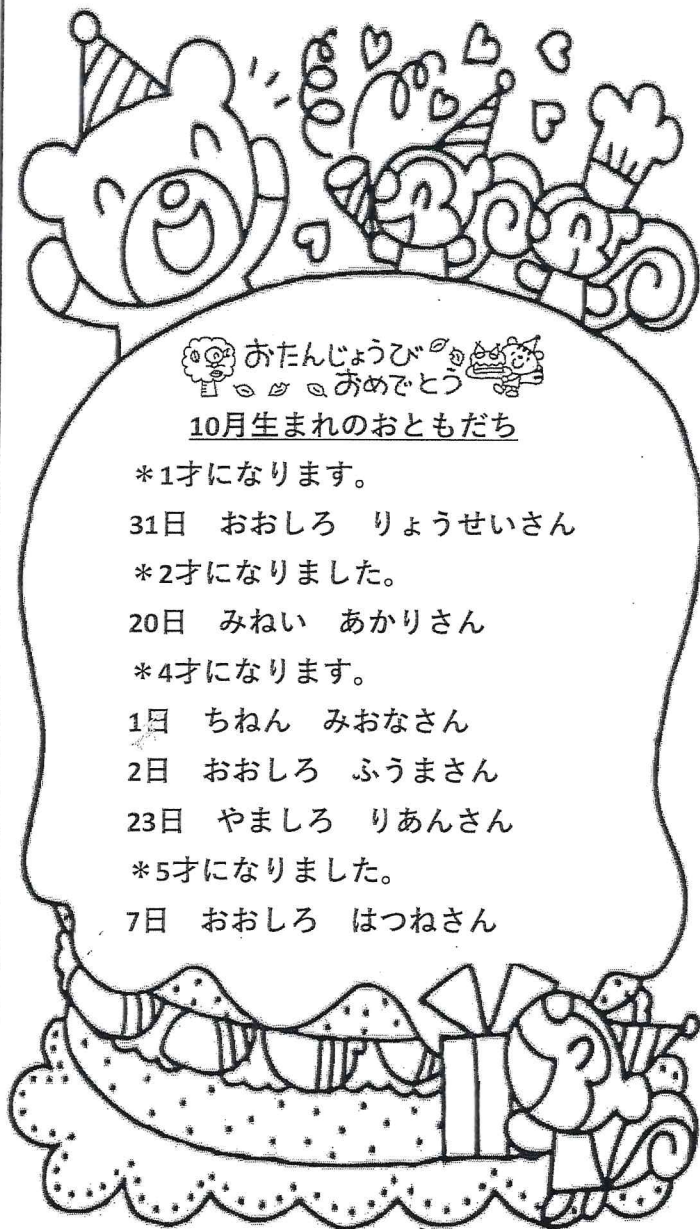 おたんじょうび
おめでとう
10月生まれのおともだち
＊1才になります。
31日　おおしろ　りょうせいさん
＊2才になりました。
20日　みねい　あかりさん
＊4才になります。
1日　ちねん　みおなさん
2日　おおしろ　ふうまさん
23日　やましろ　りあんさん
＊5才になりました。
7日　おおしろ　はつねさん